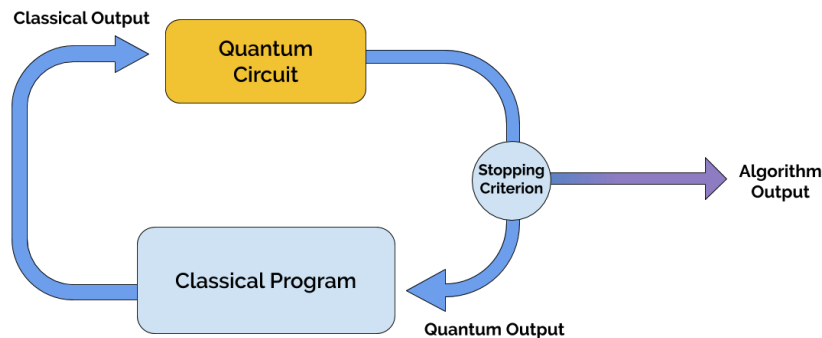 Classical Output
Quantum
Circuit
Stopping
Criterion
Algorithm
Output
Classical Program
Quantum Output